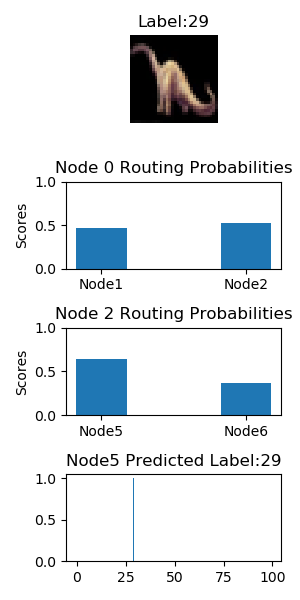 Label:29
Node 0 Routing Probabilities
1.0
0.5
0.0
Scores
Node1 Node2
Node 2 Routing Probabilities
1.0
0.5
0.0
Scores
Node5 Node6
Node5 Predicted Label:29
1.0
0.5
0.0
0 25 50 75 100